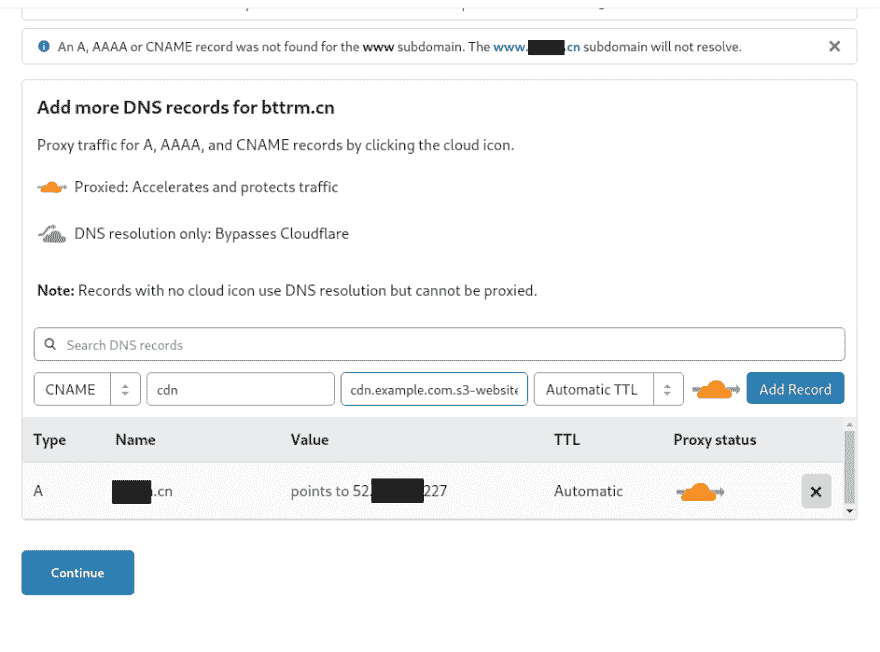 An A, AAAA or CNAME record was not found for the www subdomain. The www. .cn subdomain will not resolve.
Add more DNS records for bttrm.cn
Proxy traffic for A, AAAA, and CNAME records by clicking the cloud icon.
Proxied: Accelerates and protects traffic
DNS resolution only: Bypasses Cloudflare
Note: Records with no cloud icon use DNS resolution but cannot be proxied.
Search DNS records
CNAME cdn cdn.example.com.s3-website Automatic TTL Add Record
Type Name Value TTL Proxy status
A .cn points to 52. 227 Automatic
Continue